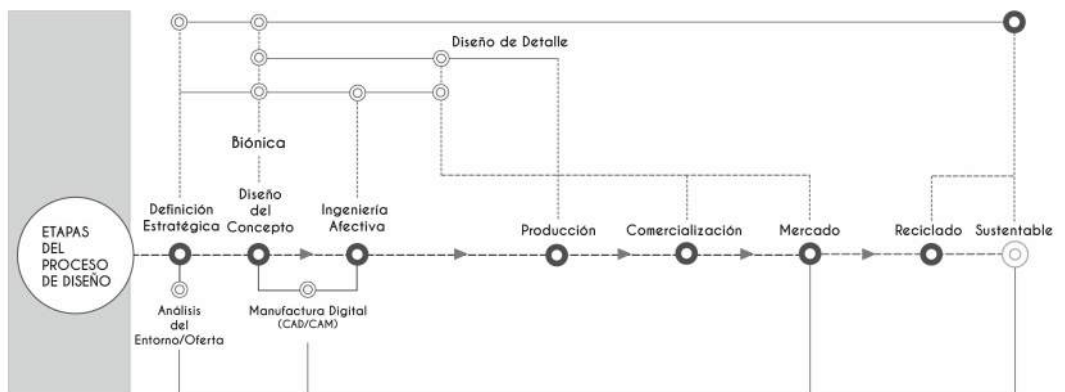 Diseño de Detalle
Biónica
ETAPAS
DEL
PROCESO
DE DISEÑO
Definición
Estratégica
Diseño
del
Concepto
Ingeniería
Afectiva
Producción
Comercialización
Mercado
Reciclado
Sustentable
Análisis
del
Entorno/Oferta
Manufactura Digital
(CAD/CAM)